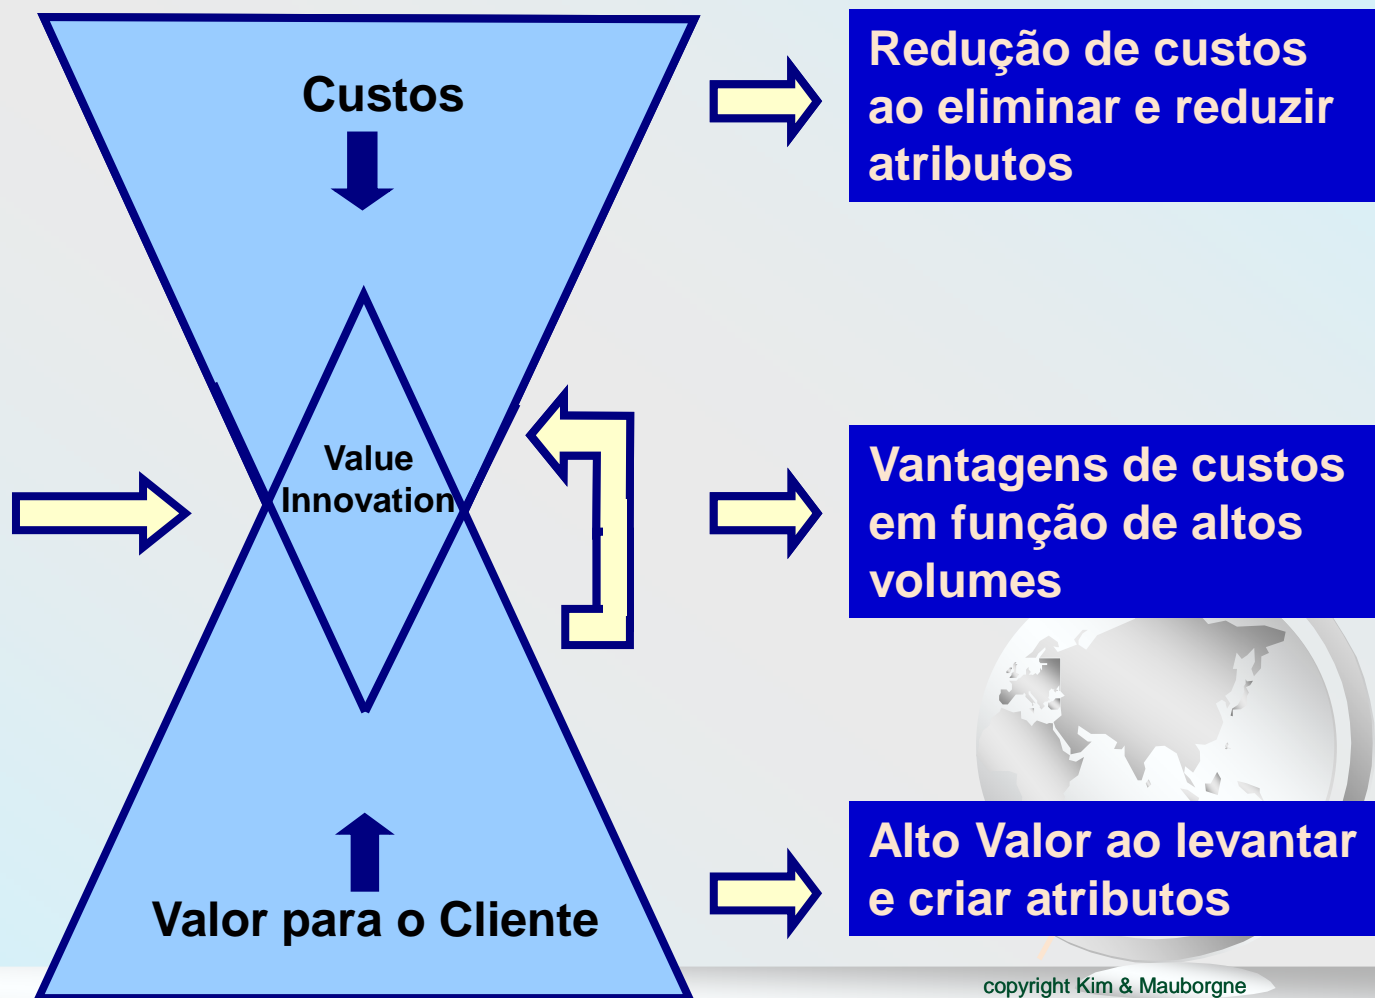 Custos
Redução de custos
ao eliminar e reduzir
atributos
Value
Innovation
Vantagens de custos
em função de altos
volumes
Valor para o Cliente
Alto Valor ao levantar
e criar atributos
copyright Kim & Mauborgne